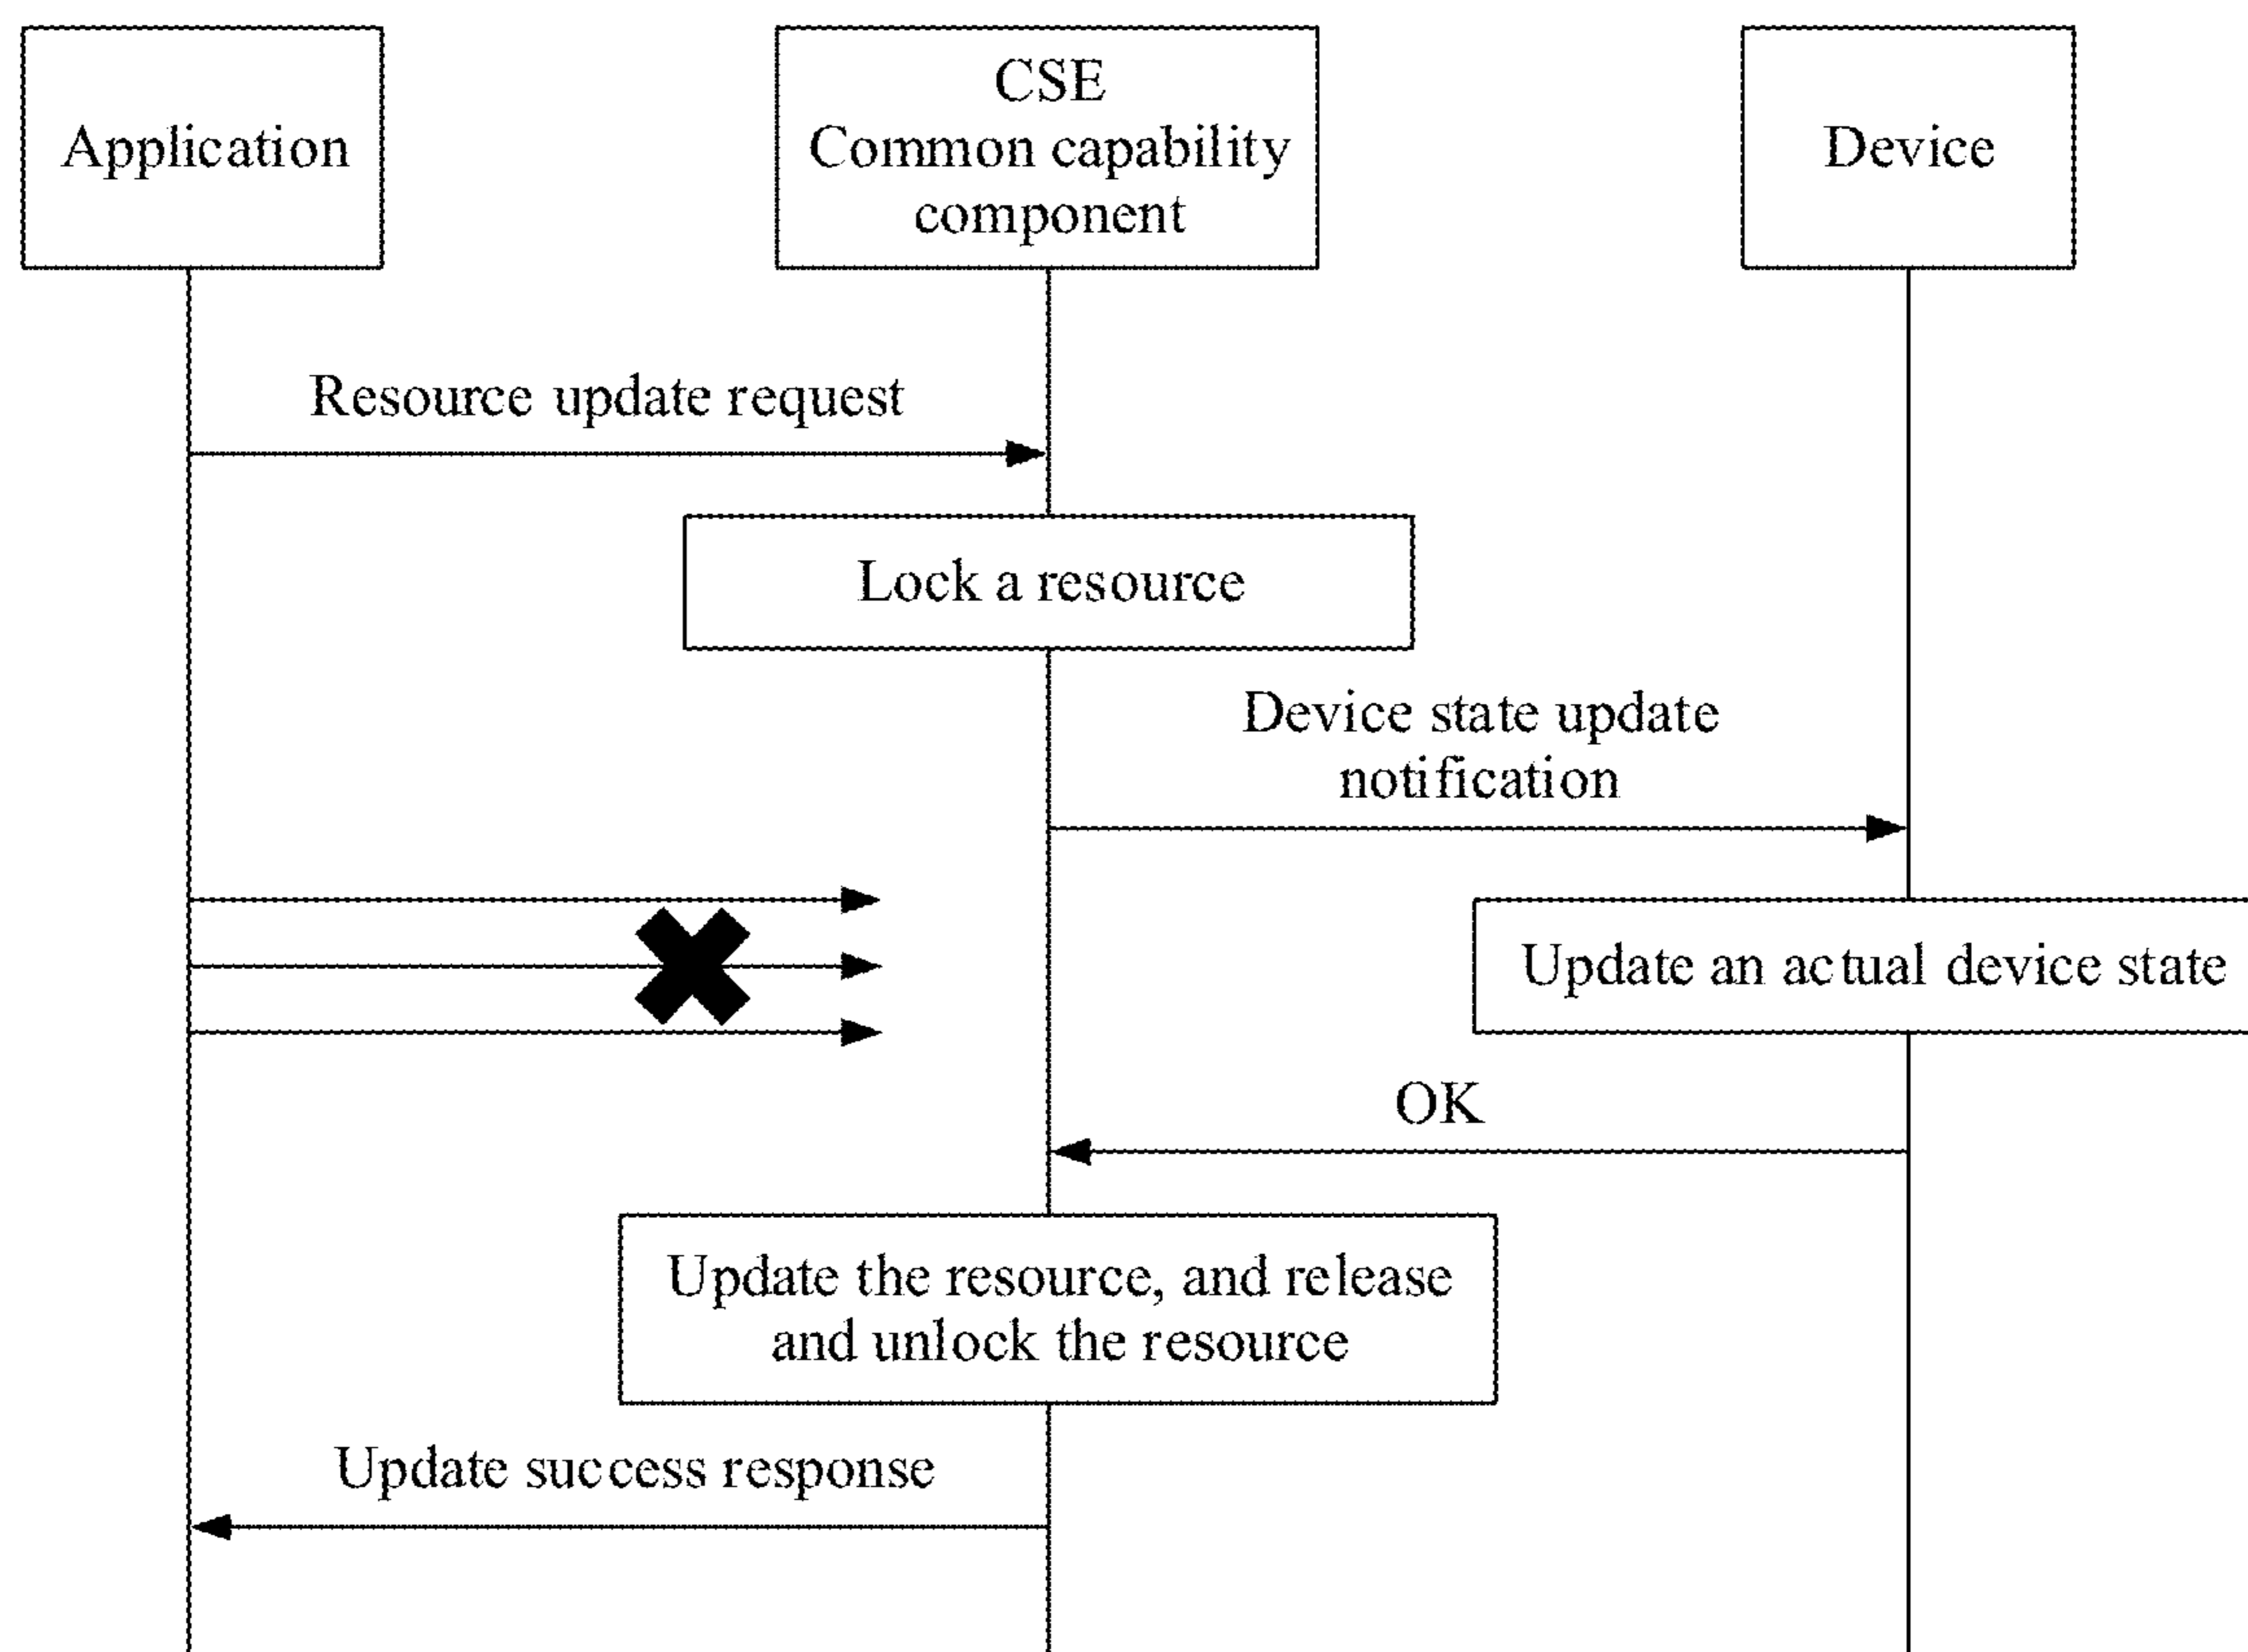 Application
CSE
Common capability
component
Device
Resource update request
Lock a resource
Device state update
notification
Update an actual device state
OK
Update the resource, and release
and unlock the resource
Update success response